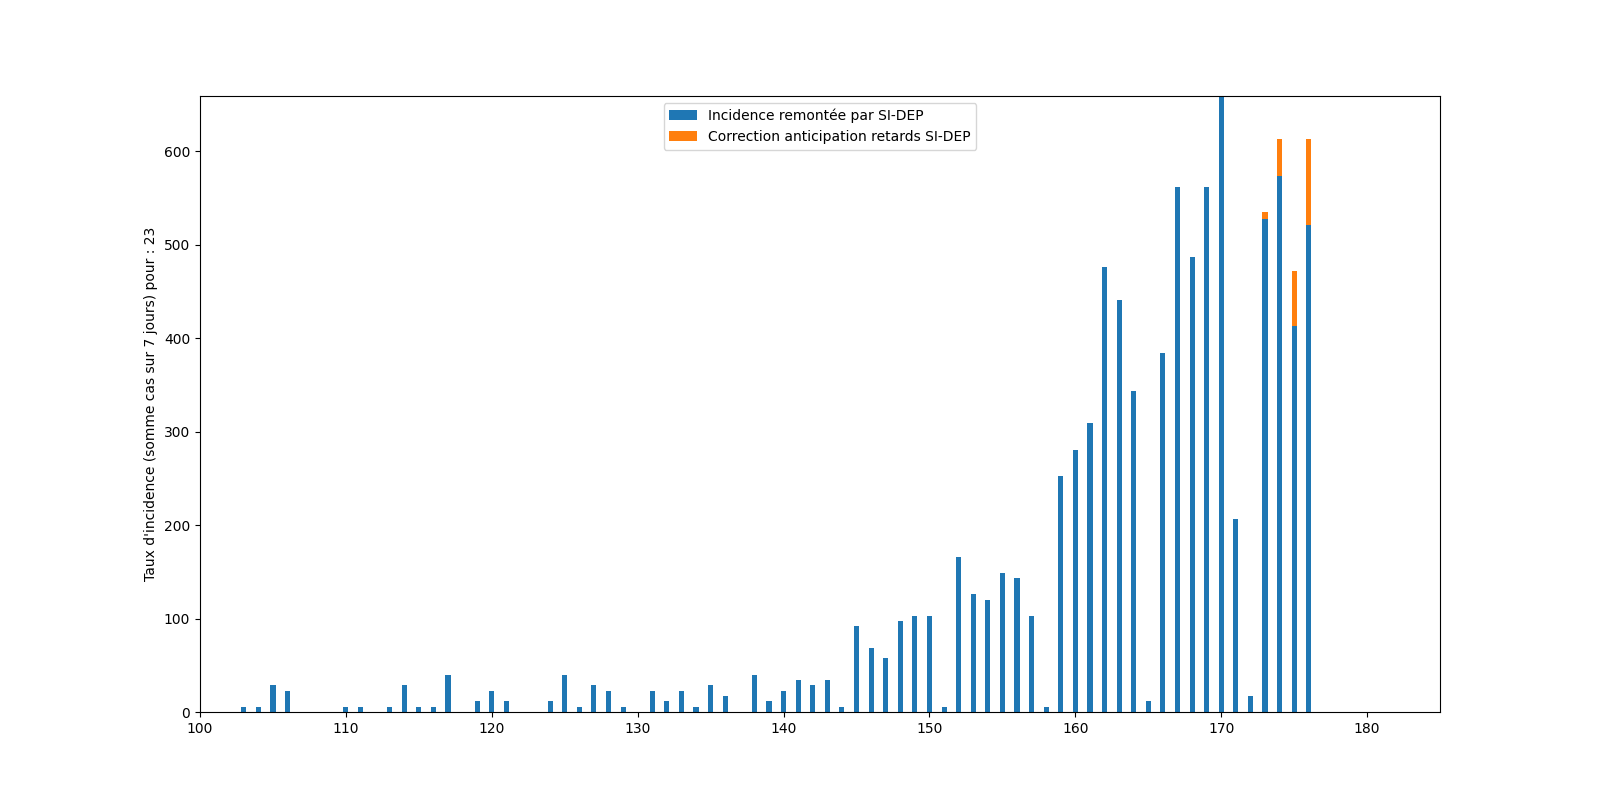 Incidence remontée par SI-DEP
Correction anticipation retards SI-DEP
Taux d'incidence (somme cas sur 7 jours) pour : 23
600
500
400
300
200
100
0
100 110 120 130 140 150 160 170 180